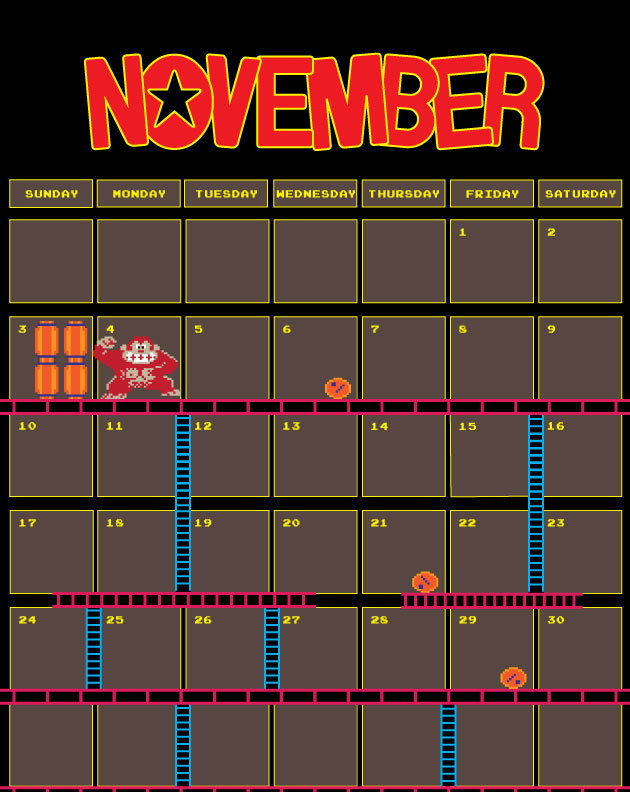 NOVEMBER
SUNDAY MONDAY TUESDAY WEDNESDAY THURSDAY FRIDAY SATURDAY
1 2
3 4 5 6 7 8 9
10 11 12 13 14 15 16
17 18 19 20 21 22 23
24 25 26 27 28 29 30